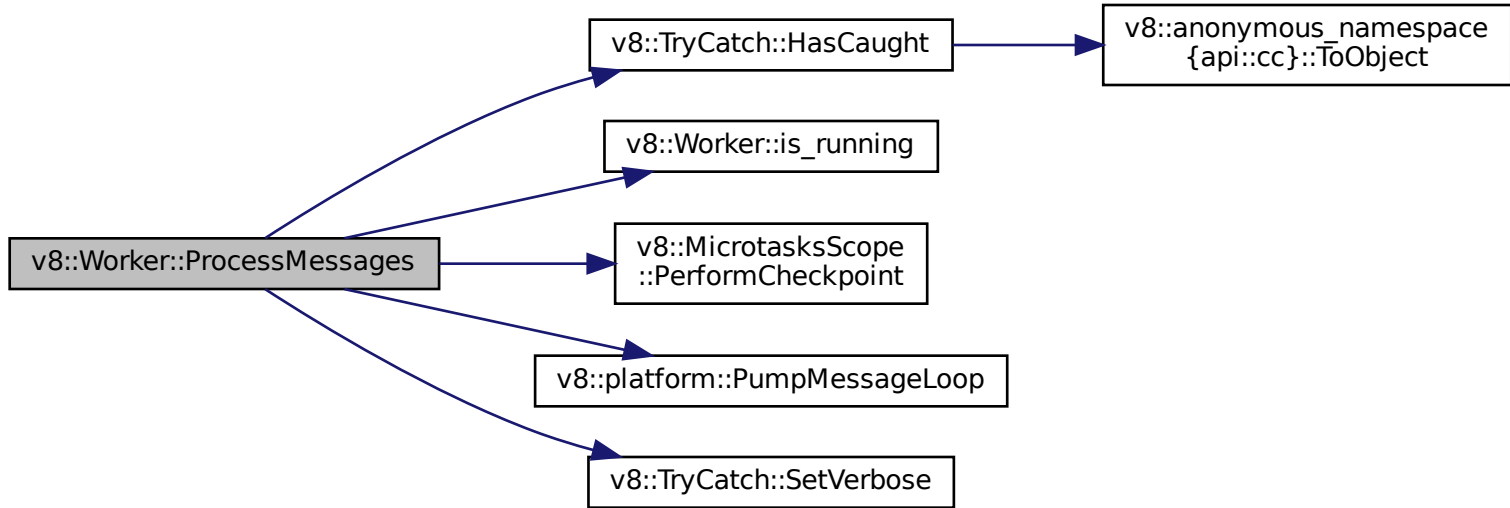 v8::TryCatch::HasCaught
v8::anonymous_namespace
{api::cc}::ToObject
v8::Worker::is_running
v8::Worker::ProcessMessages
v8::MicrotasksScope
::PerformCheckpoint
v8::platform::PumpMessageLoop
v8::TryCatch::SetVerbose